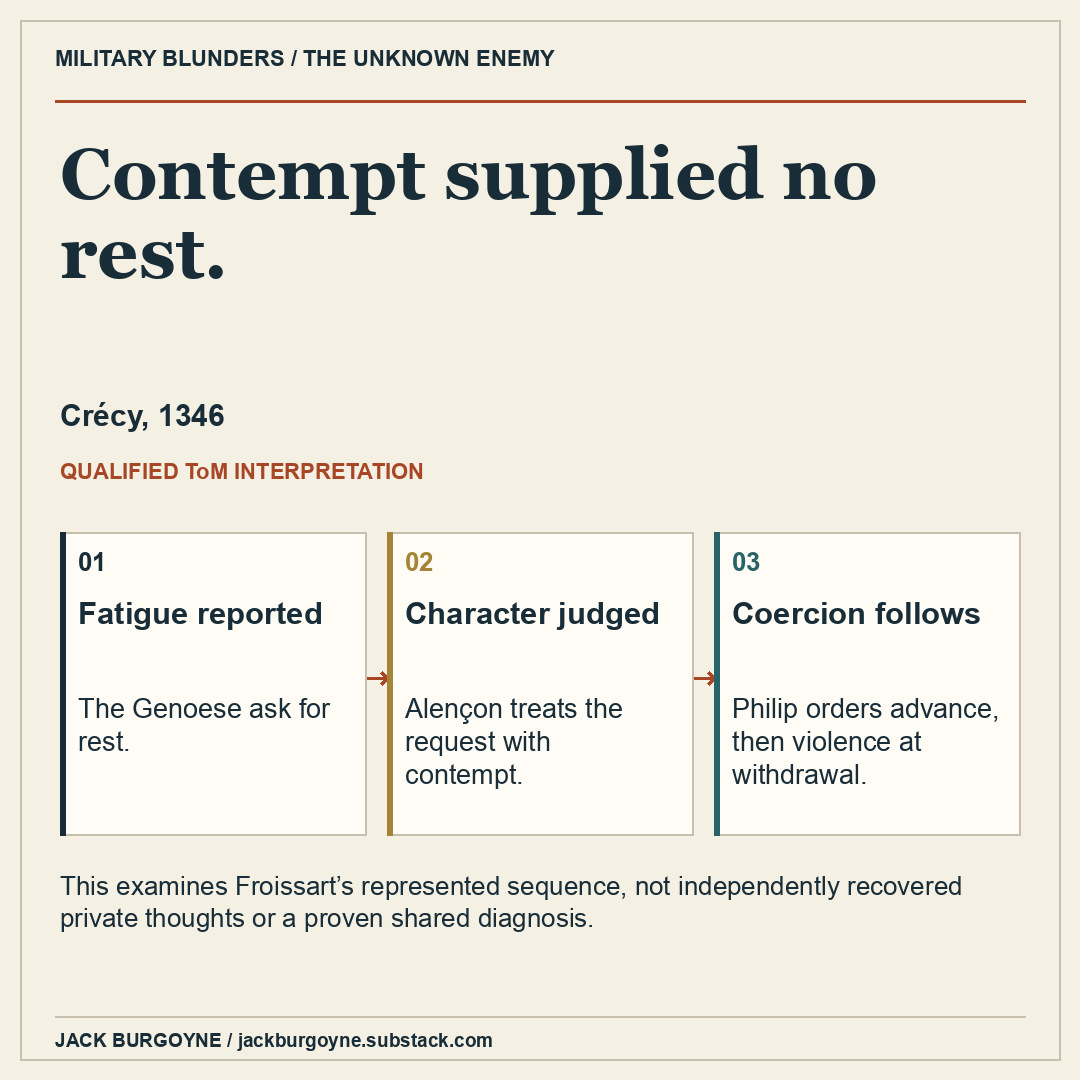 MILITARY BLUNDERS / THE UNKNOWN ENEMY
Contempt supplied no
rest.
Crécy, 1346
QUALIFIED ToM INTERPRETATION
01
Fatigue reported
The Genoese ask for
rest.
02
Character judged
Alençon treats the
request with
contempt.
03
Coercion follows
Philip orders advance,
then violence at
withdrawal.
This examines Froissart’s represented sequence, not independently recovered
private thoughts or a proven shared diagnosis.
JACK BURGOYNE / jackburgoyne.substack.com